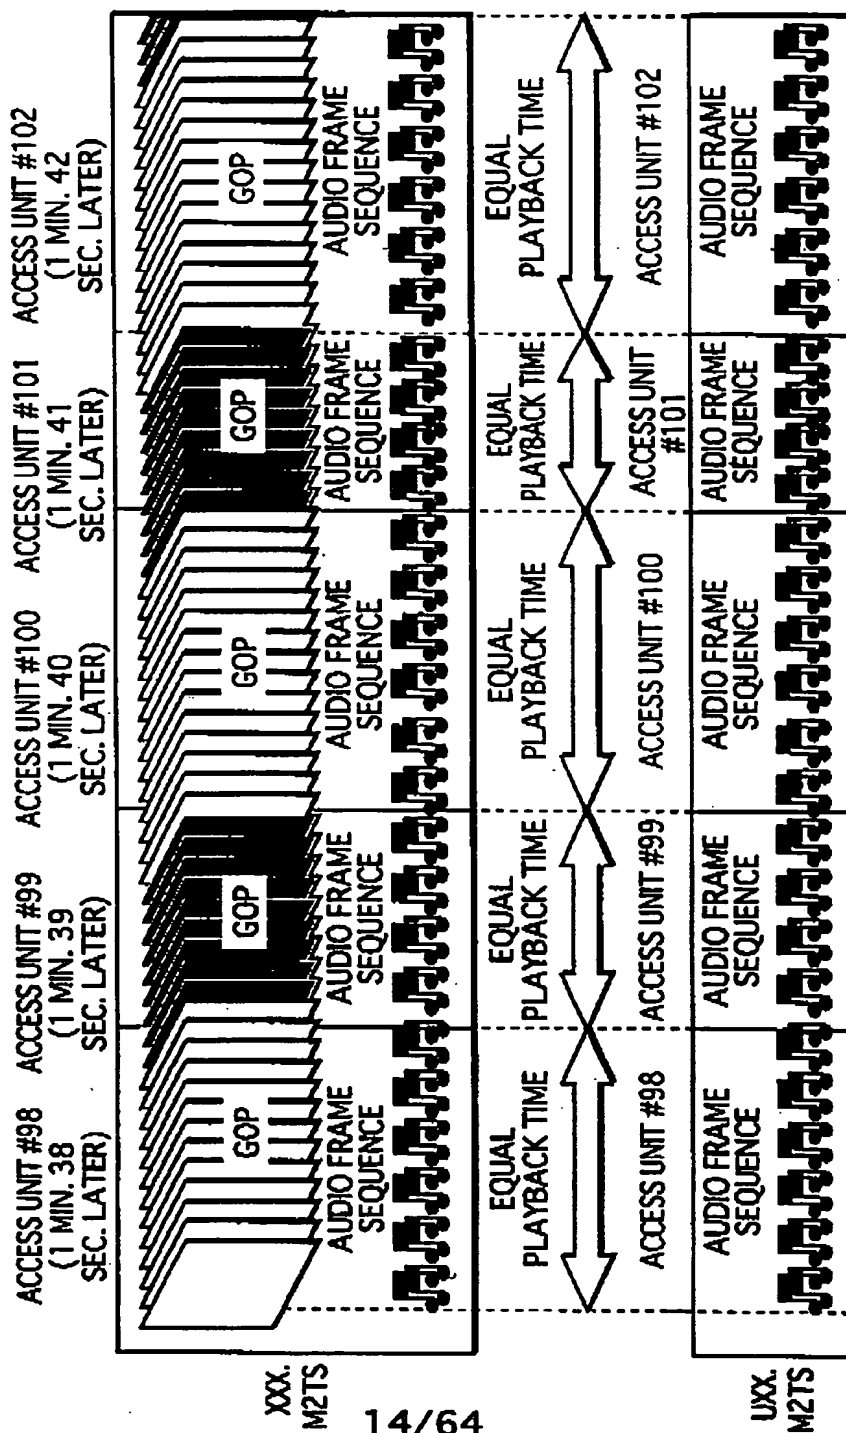 ACCESS UNIT #98
(1 MIN. 38
SEC. LATER)
ACCESS UNIT #99
(1 MIN. 39
SEC. LATER)
ACCESS UNIT #100
(1 MIN. 40
SEC. LATER)
ACCESS UNIT #101
(1 MIN. 41
SEC. LATER)
ACCESS UNIT #102
(1 MIN. 42
SEC. LATER)
XXX.
M2TS
GOP
GOP
GOP
GOP
GOP
AUDIO FRAME
SEQUENCE
AUDIO FRAME
SEQUENCE
AUDIO FRAME
SEQUENCE
AUDIO FRAME
SEQUENCE
AUDIO FRAME
SEQUENCE
EQUAL
PLAYBACK TIME
EQUAL
PLAYBACK TIME
EQUAL
PLAYBACK TIME
EQUAL
PLAYBACK TIME
EQUAL
PLAYBACK TIME
ACCESS UNIT #98
ACCESS UNIT #99
ACCESS UNIT #100
ACCESS UNIT
#101
ACCESS UNIT #102
UXX.
M2TS
AUDIO FRAME
SEQUENCE
AUDIO FRAME
SEQUENCE
AUDIO FRAME
SEQUENCE
AUDIO FRAME
SEQUENCE
AUDIO FRAME
SEQUENCE
14/64